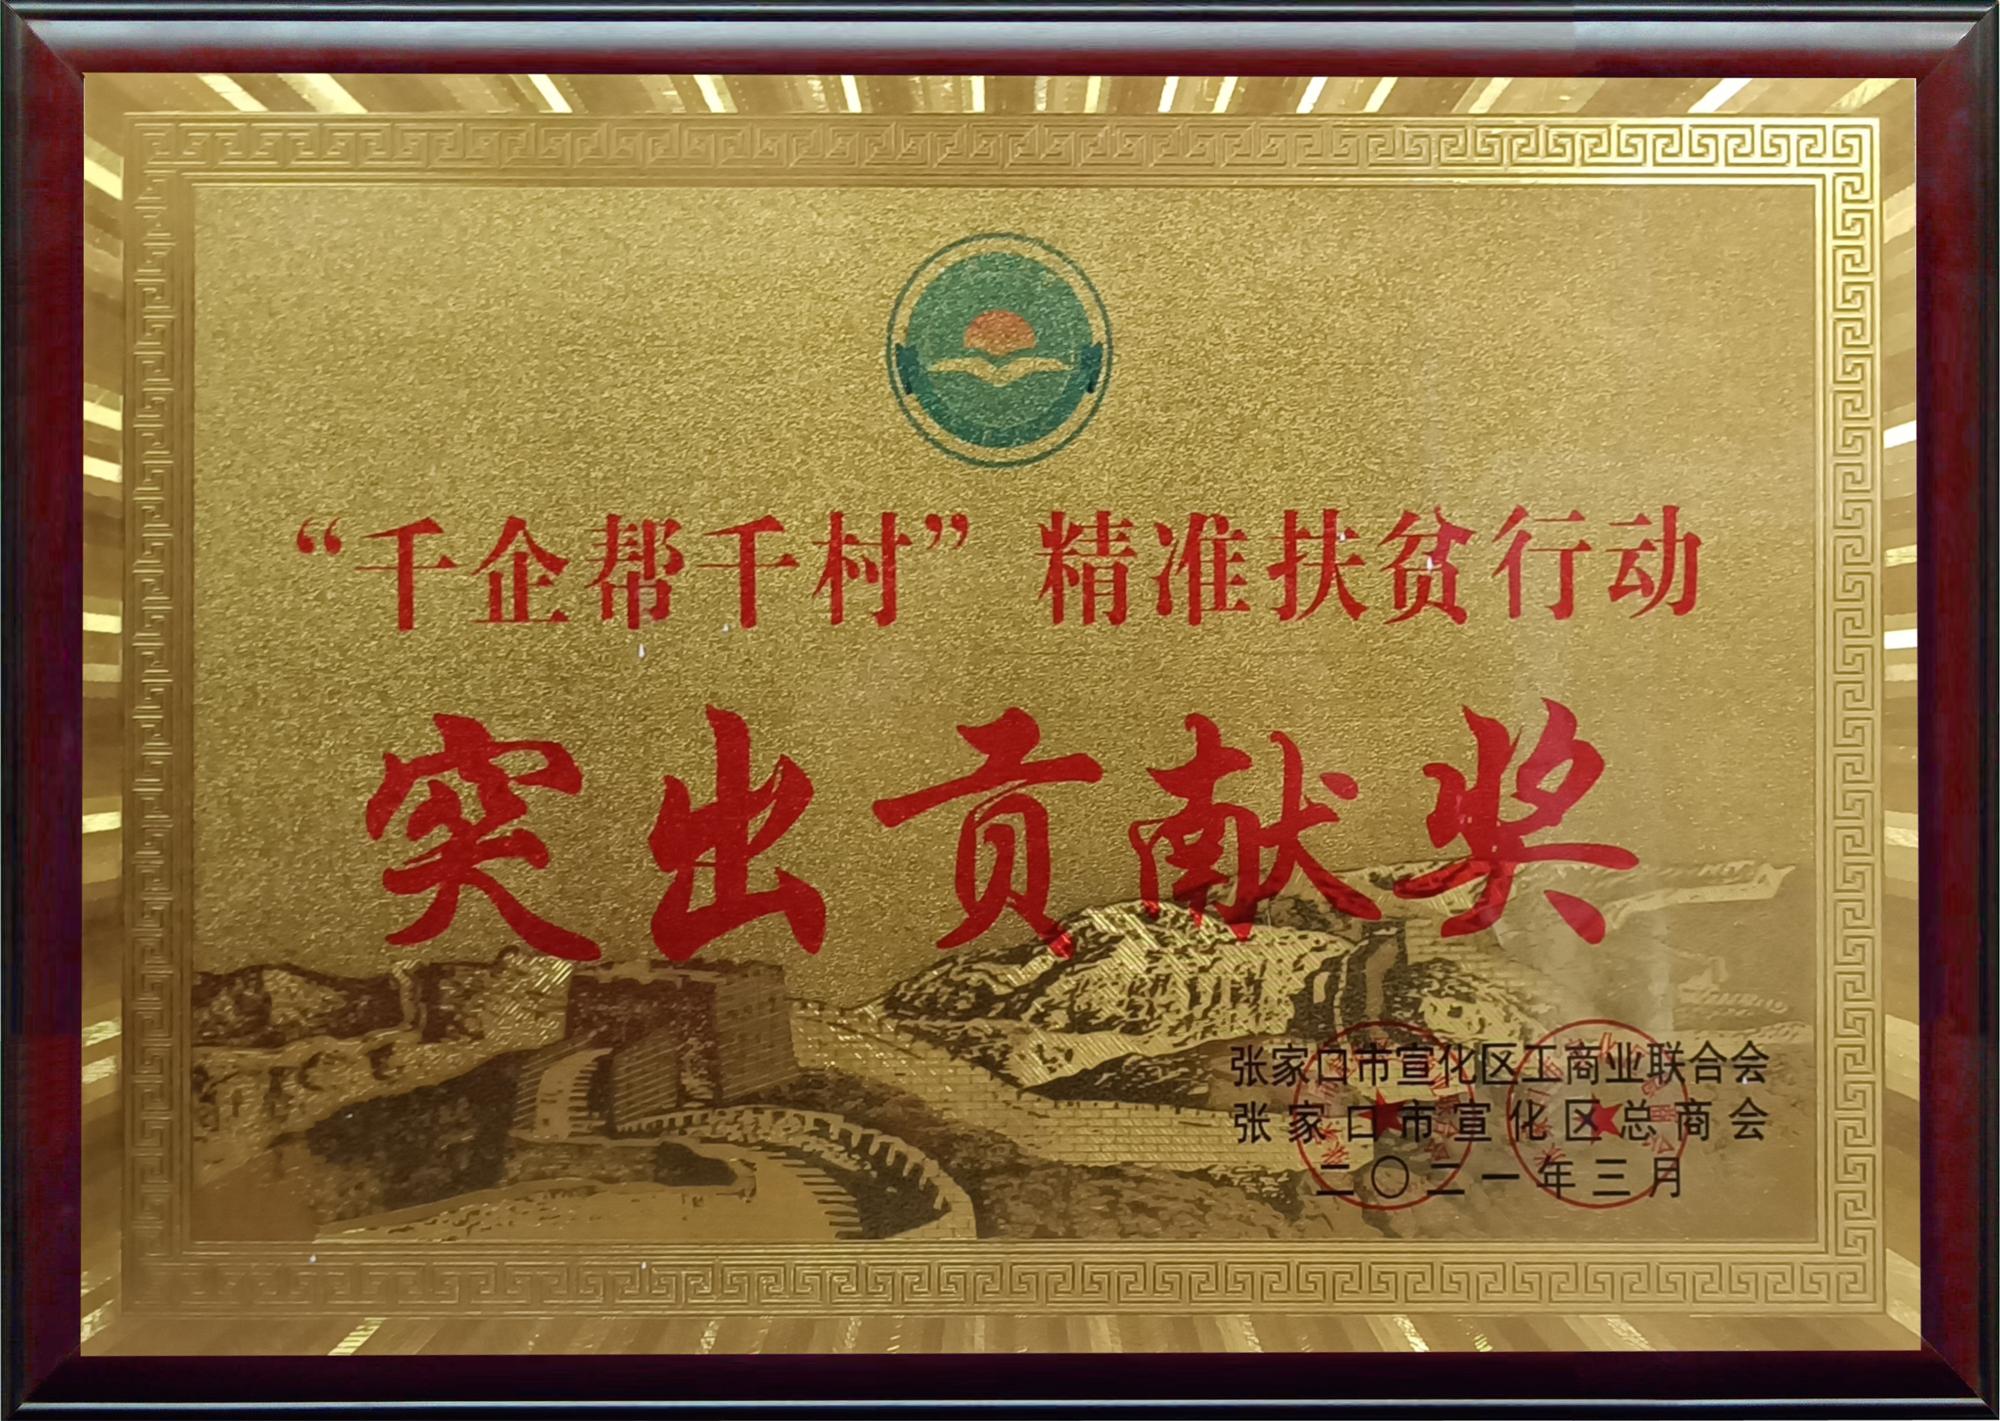 “千企帮千村”精准扶贫行动
突出贡献奖
张家口市宣化区工商业联合会
张家口市宣化区总商会
二〇二一年三月